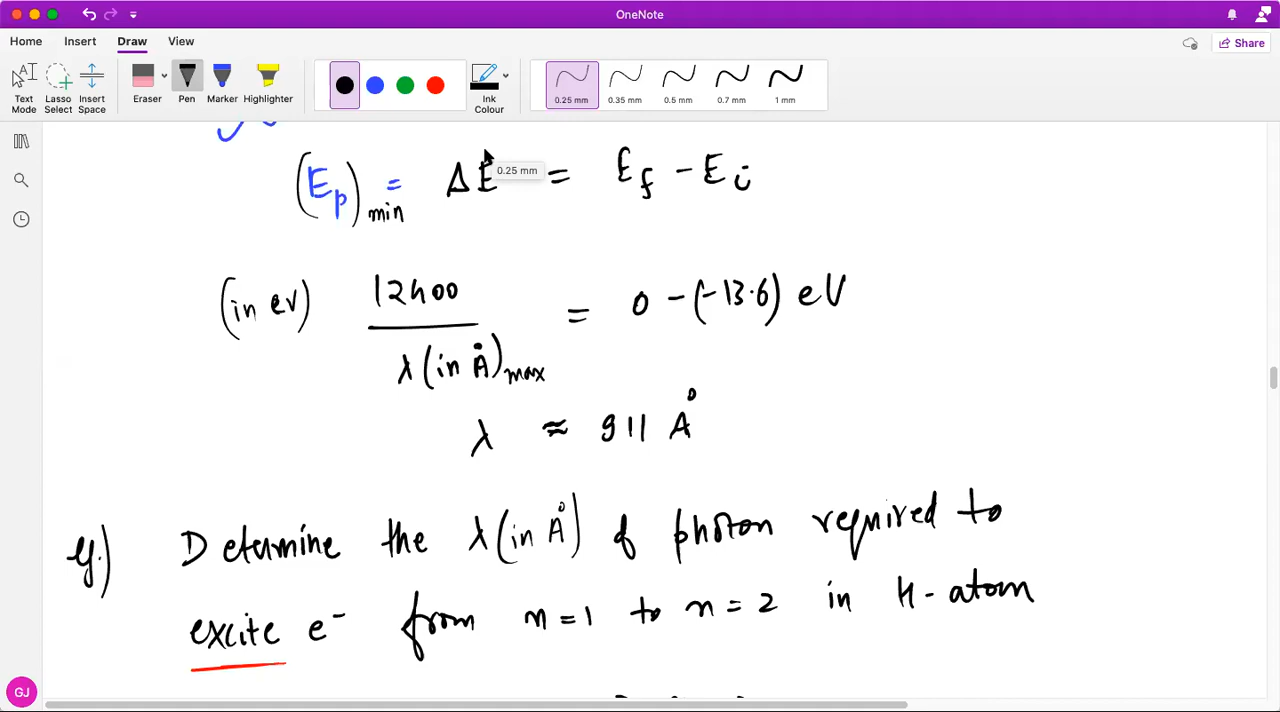 OneNote
Home Insert Draw View
Share
Text Mode
Lasso Select
Insert Space
Eraser
Pen
Marker
Highlighter
Ink Colour
0.25 mm
0.35 mm
0.5 mm
0.7 mm
1 mm
(Ep)min = ΔE = Ef - Ei
0.25 mm
(in eV) 12400 / λ(in Å)max = 0 - (-13.6) eV
λ ≈ 911 Å
eg.) Determine the λ(in Å) of photon required to
excite e⁻ from n=1 to n=2 in H-atom
GJ